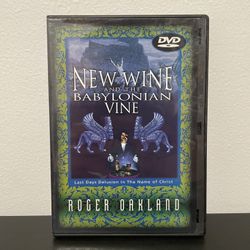 DVD
NEW WINE
AND THE
BABYLONIAN
VINE
Last Days Delusion In The Name of Christ
ROGER OAKLAND